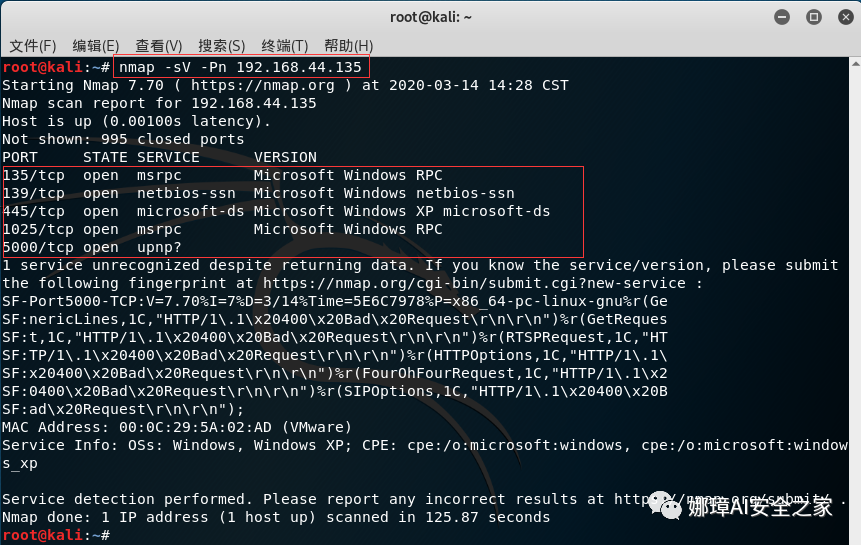 root@kali: ~
文件(F) 编辑(E) 查看(V) 搜索(S) 终端(T) 帮助(H)
root@kali:~# nmap -sV -Pn 192.168.44.135
Starting Nmap 7.70 ( https://nmap.org ) at 2020-03-14 14:28 CST
Nmap scan report for 192.168.44.135
Host is up (0.00100s latency).
Not shown: 995 closed ports
PORT     STATE SERVICE      VERSION
135/tcp  open  msrpc        Microsoft Windows RPC
139/tcp  open  netbios-ssn  Microsoft Windows netbios-ssn
445/tcp  open  microsoft-ds Microsoft Windows XP microsoft-ds
1025/tcp open  msrpc        Microsoft Windows RPC
5000/tcp open  upnp?
1 service unrecognized despite returning data. If you know the service/version, please submit
the following fingerprint at https://nmap.org/cgi-bin/submit.cgi?new-service :
SF-Port5000-TCP:V=7.70%I=7%D=3/14%Time=5E6C7978%P=x86_64-pc-linux-gnu%r(Ge
SF:nericLines,1C,"HTTP/1\.1\x20400\x20Bad\x20Request\r\n\r\n")%r(GetReques
SF:t,1C,"HTTP/1\.1\x20400\x20Bad\x20Request\r\n\r\n")%r(RTSPRequest,1C,"HT
SF:TP/1\.1\x20400\x20Bad\x20Request\r\n\r\n")%r(HTTPOptions,1C,"HTTP/1\.1\
SF:x20400\x20Bad\x20Request\r\n\r\n")%r(FourOhFourRequest,1C,"HTTP/1\.1\x2
SF:0400\x20Bad\x20Request\r\n\r\n")%r(SIPOptions,1C,"HTTP/1\.1\x20400\x20B
SF:ad\x20Request\r\n\r\n");
MAC Address: 00:0C:29:5A:02:AD (VMware)
Service Info: OSs: Windows, Windows XP; CPE: cpe:/o:microsoft:windows, cpe:/o:microsoft:window
s_xp
Service detection performed. Please report any incorrect results at https://nmap.org/submit/ .
Nmap done: 1 IP address (1 host up) scanned in 125.87 seconds
root@kali:~#
娜璋AI安全之家